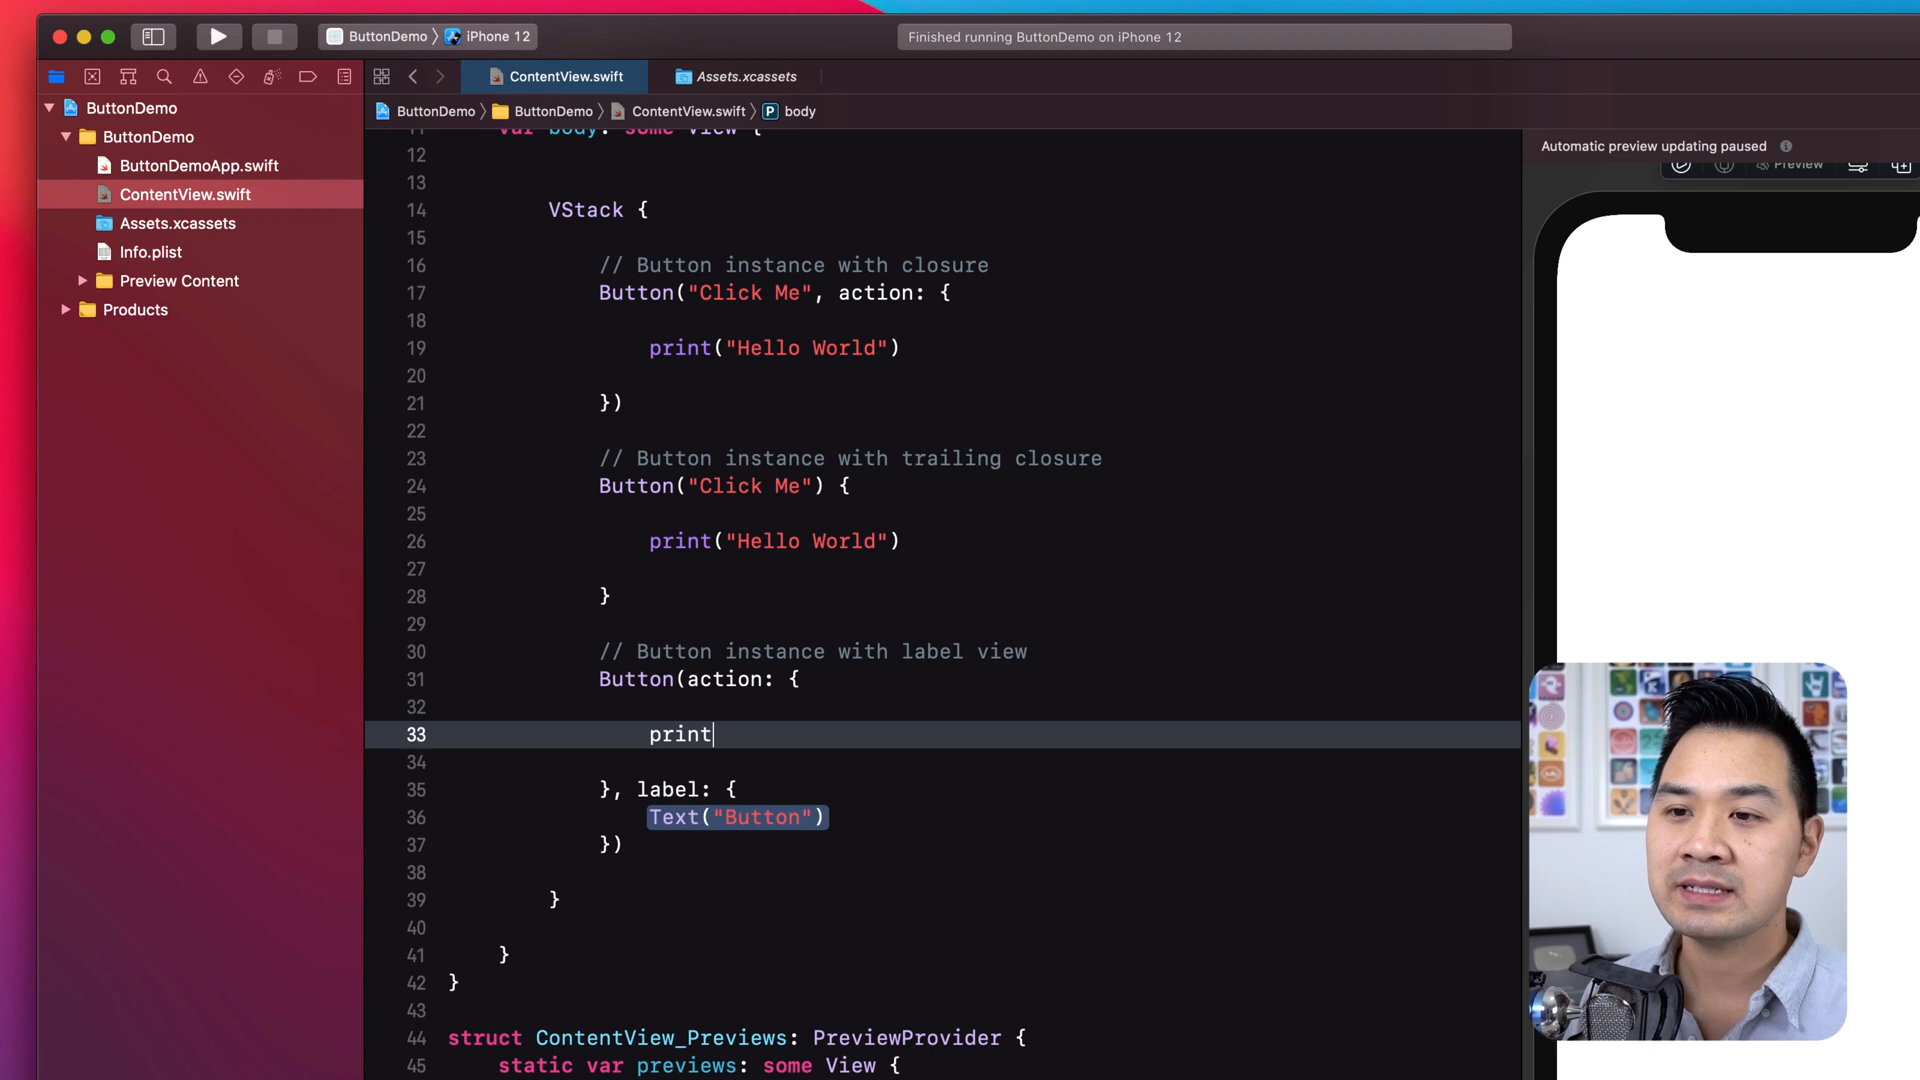 ButtonDemo 〉 iPhone 12
Finished running ButtonDemo on iPhone 12
ContentView.swift
Assets.xcassets
ButtonDemo
ButtonDemo 〉 ButtonDemo 〉 ContentView.swift 〉 P body
ButtonDemo
ButtonDemoApp.swift
ContentView.swift
Assets.xcassets
Info.plist
Preview Content
Products
11 var body: some View {
12
13
14 VStack {
15
16 // Button instance with closure
17 Button("Click Me", action: {
18
19 print("Hello World")
20
21 })
22
23 // Button instance with trailing closure
24 Button("Click Me") {
25
26 print("Hello World")
27
28 }
29
30 // Button instance with label view
31 Button(action: {
32
33 print
34
35 }, label: {
36 Text("Button")
37 })
38
39 }
40
41 }
42 }
43
44 struct ContentView_Previews: PreviewProvider {
45 static var previews: some View {
Automatic preview updating paused
Preview